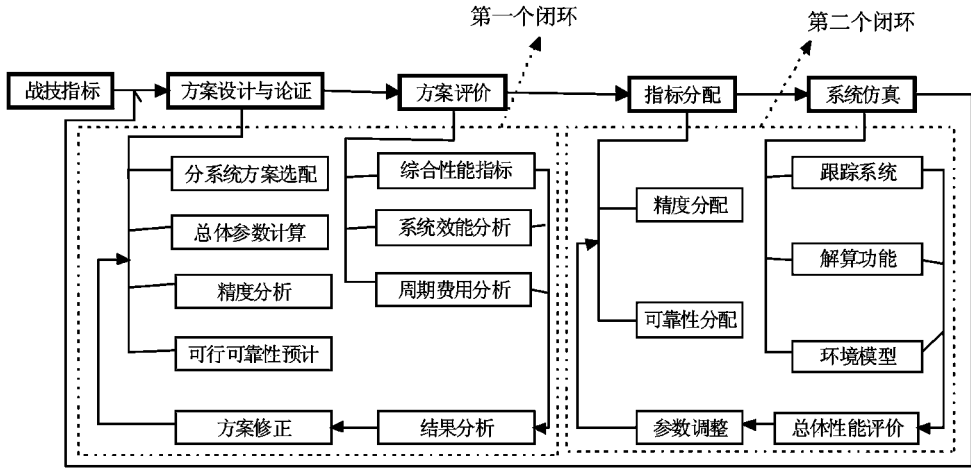 第一个闭环
第二个闭环
战技指标
方案设计与论证
方案评价
指标分配
系统仿真
分系统方案选配
总体参数计算
精度分析
可行可靠性预计
方案修正
综合性能指标
系统效能分析
周期费用分析
结果分析
精度分配
可靠性分配
参数调整
跟踪系统
解算功能
环境模型
总体性能评价